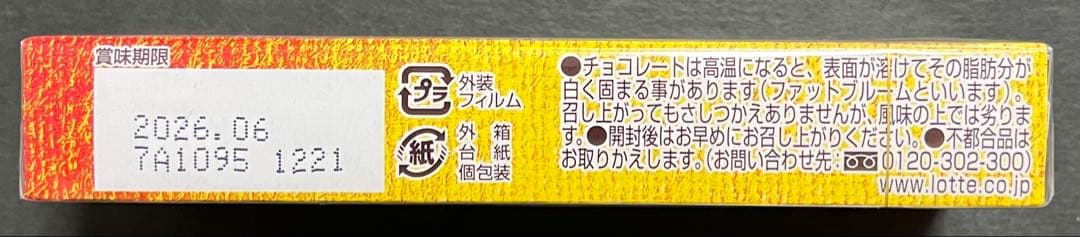 賞味期限
2026.06
7A1095 1221
プラ
外装
フィルム
紙
外箱
台紙
個包装
●チョコレートは高温になると、表面が溶けてその脂肪分が
白く固まる事があります。(ファットブルームといいます)。
召し上がってもさしつかえありませんが、風味の上では劣りま
す。●開封後はお早めにお召し上がりください。●不都合品は
お取りかえします。(お問い合わせ先:0120-302-300)
www.lotte.co.jp